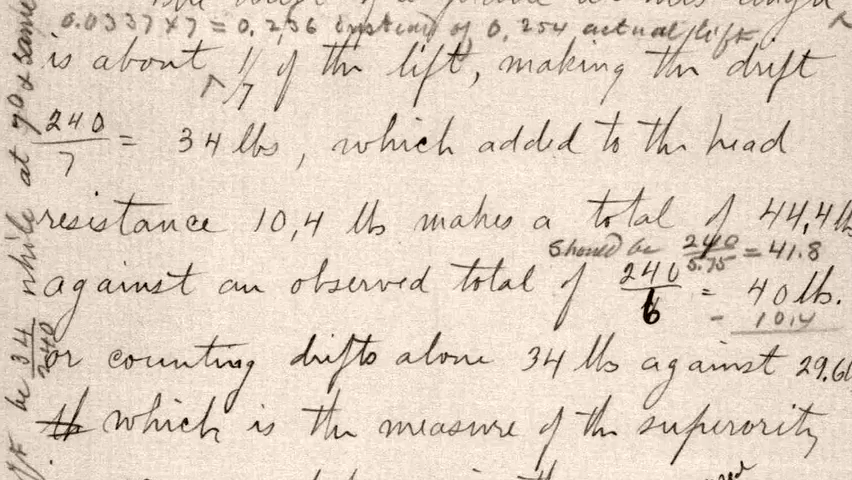 0.0337 x 7 = 0.236 instead of 0.254 actual lift
is about 1/7 of the lift, making the drift
240/7 = 34 lbs, which added to the head
resistance 10,4 lbs makes a total of 44,4 lbs
should be 240/5.75 = 41.8
against an observed total of 240/6 = 40 lbs.
- 10.4
or counting drifts alone 34 lbs against 29.6
which is the measure of the superority
be 34/240 while at 7° & same